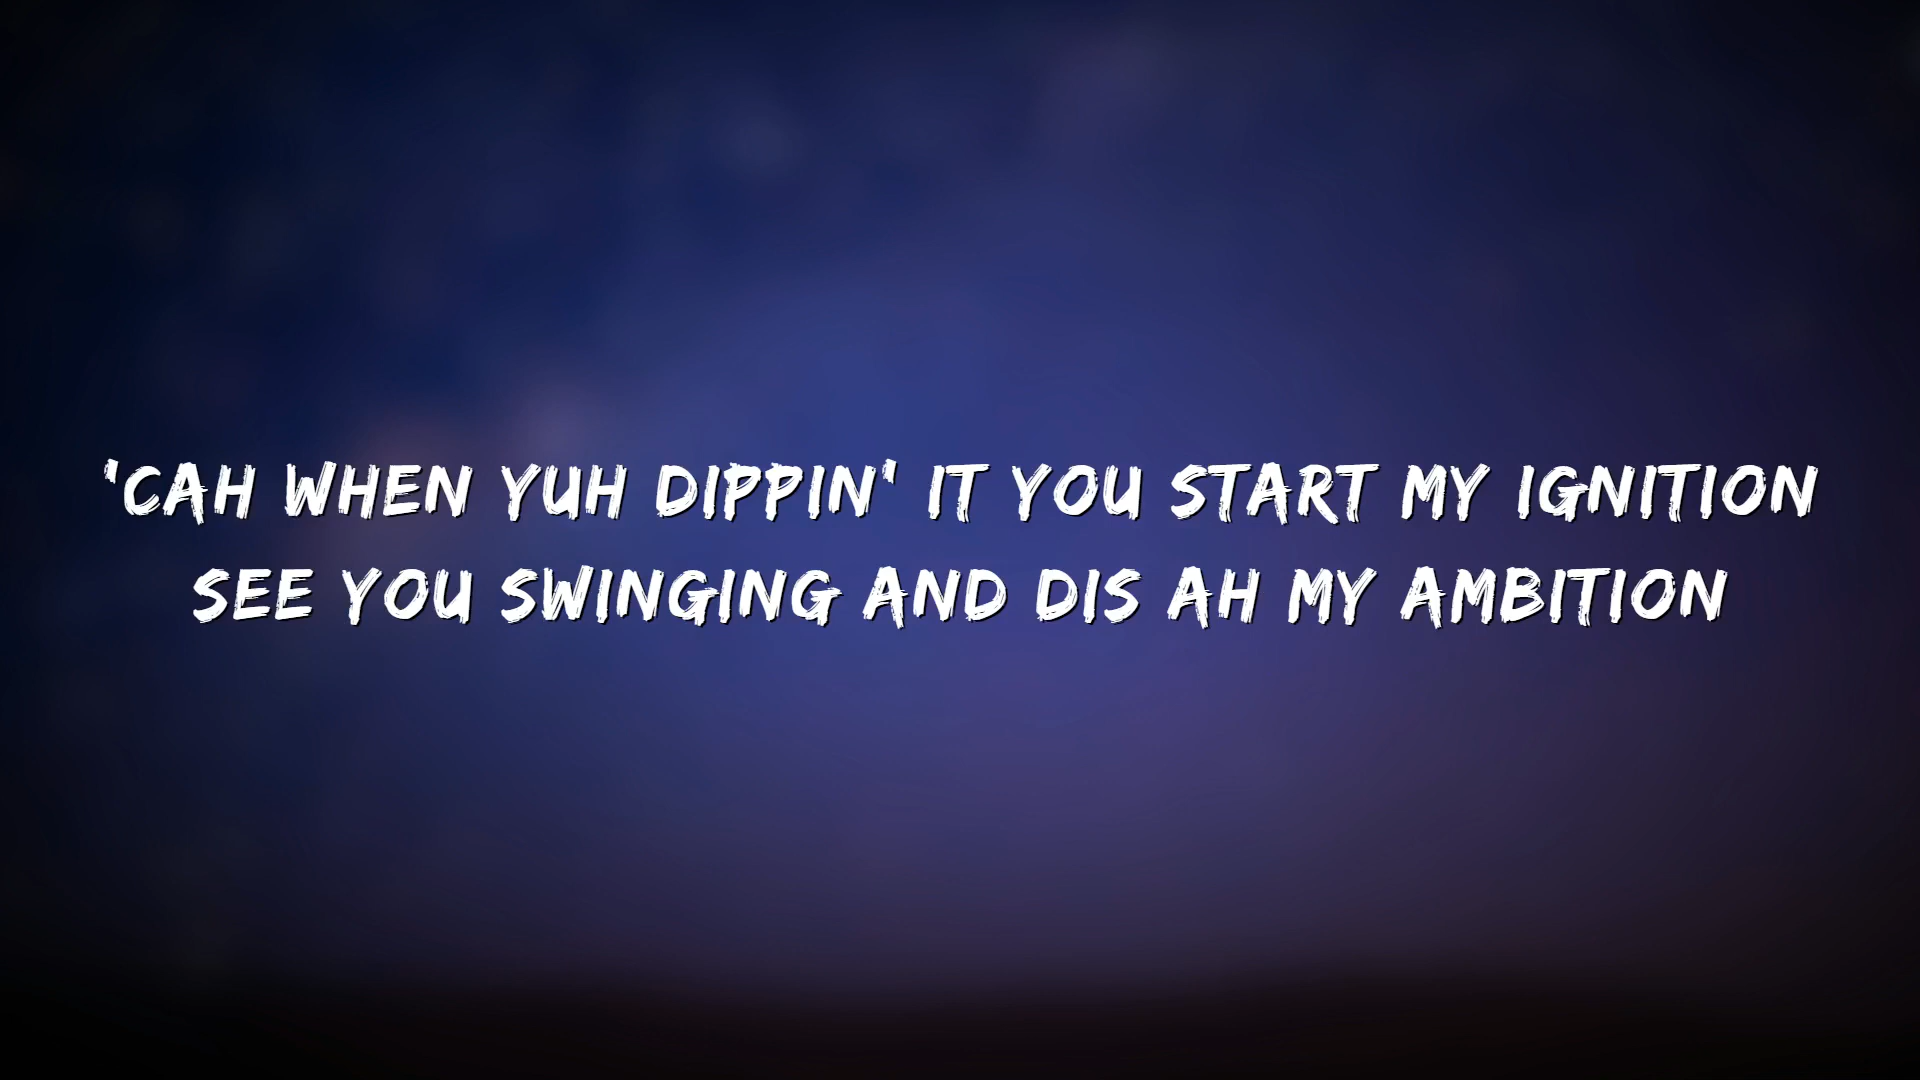 'CAH WHEN YUH DIPPIN' IT YOU START MY IGNITION
SEE YOU SWINGING AND DIS AH MY AMBITION